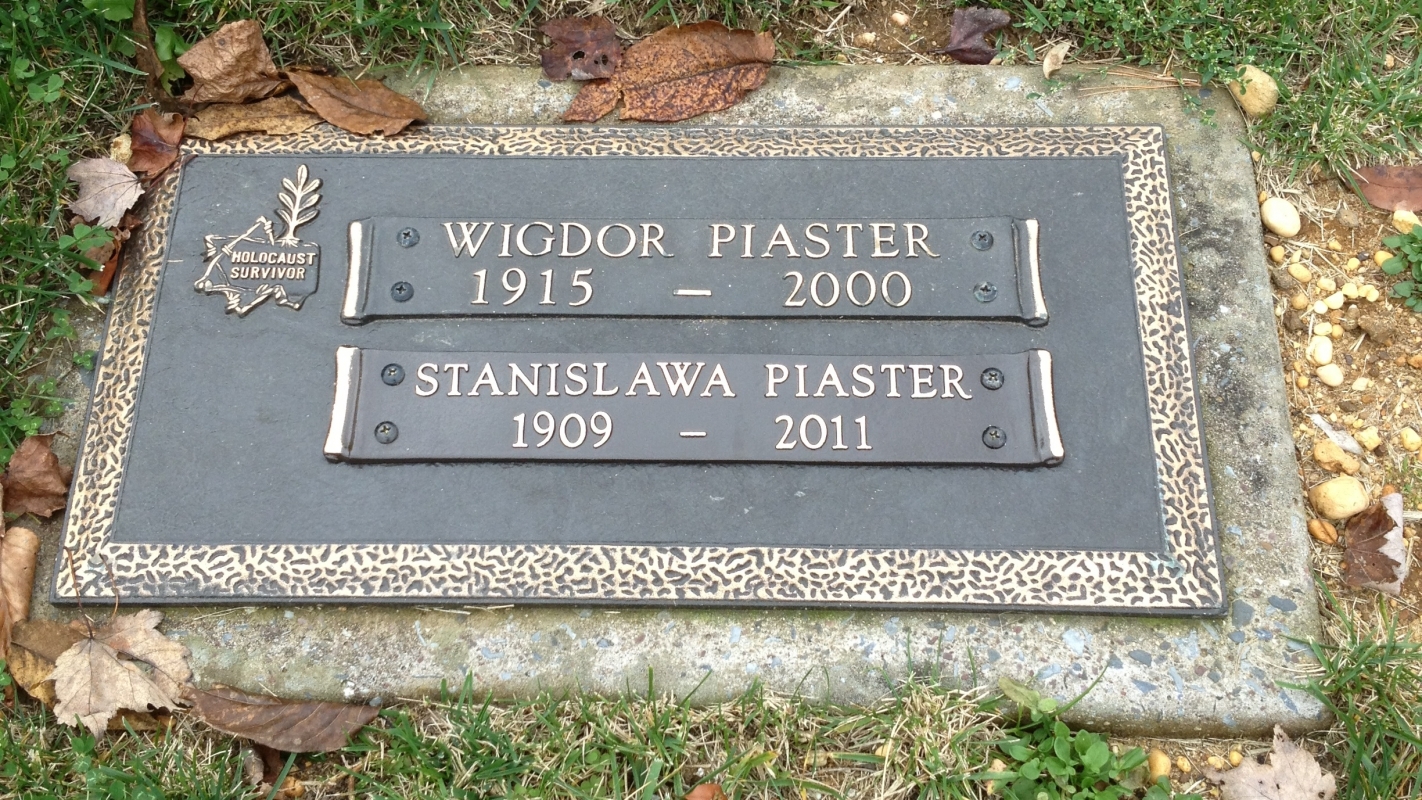 HOLOCAUST
SURVIVOR
WIGDOR PIASTER
1915 – 2000
STANISLAWA PIASTER
1909 – 2011